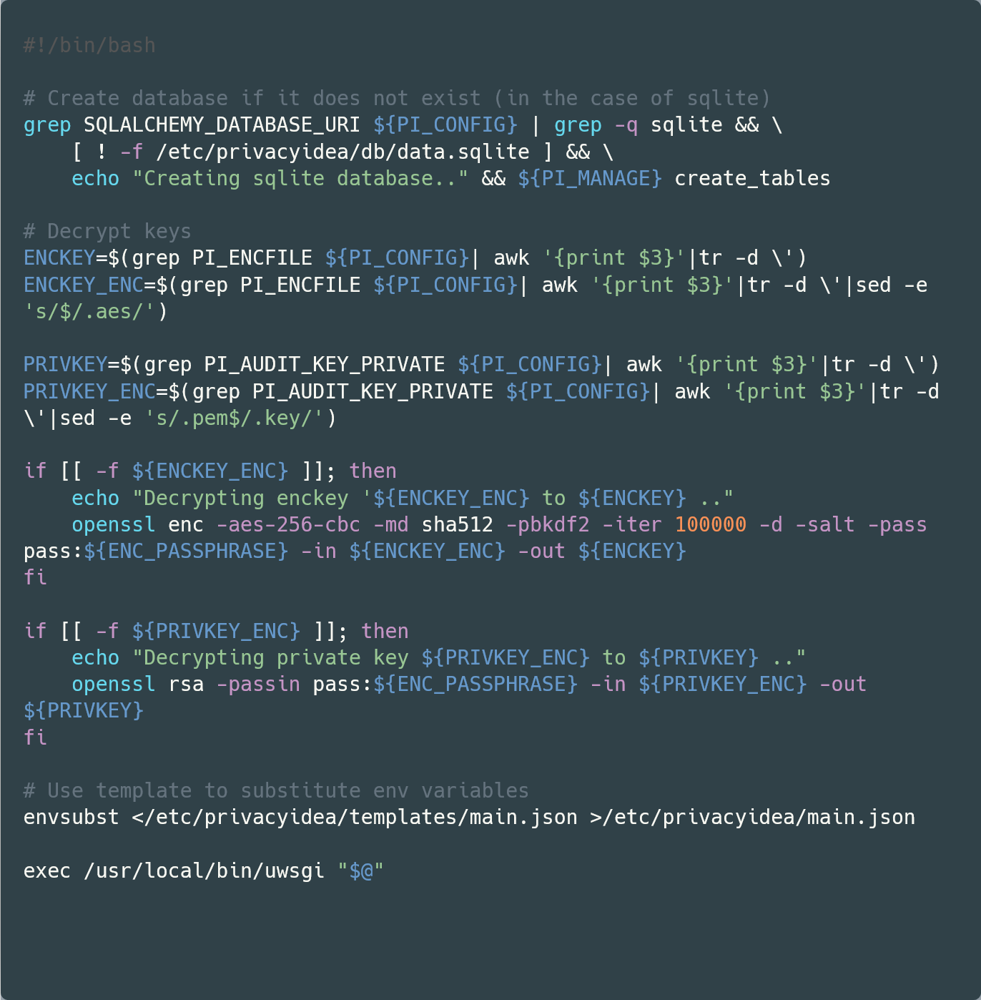 #!/bin/bash

# Create database if it does not exist (in the case of sqlite)
grep SQLALCHEMY_DATABASE_URI ${PI_CONFIG} | grep -q sqlite && \
    [ ! -f /etc/privacyidea/db/data.sqlite ] && \
    echo "Creating sqlite database.." && ${PI_MANAGE} create_tables

# Decrypt keys
ENCKEY=$(grep PI_ENCFILE ${PI_CONFIG}| awk '{print $3}'|tr -d \')
ENCKEY_ENC=$(grep PI_ENCFILE ${PI_CONFIG}| awk '{print $3}'|tr -d \'|sed -e
's/$/.aes/')

PRIVKEY=$(grep PI_AUDIT_KEY_PRIVATE ${PI_CONFIG}| awk '{print $3}'|tr -d \')
PRIVKEY_ENC=$(grep PI_AUDIT_KEY_PRIVATE ${PI_CONFIG}| awk '{print $3}'|tr -d
\'|sed -e 's/.pem$/.key/')

if [[ -f ${ENCKEY_ENC} ]]; then
    echo "Decrypting enckey '${ENCKEY_ENC} to ${ENCKEY} .."
    openssl enc -aes-256-cbc -md sha512 -pbkdf2 -iter 100000 -d -salt -pass
pass:${ENC_PASSPHRASE} -in ${ENCKEY_ENC} -out ${ENCKEY}
fi

if [[ -f ${PRIVKEY_ENC} ]]; then
    echo "Decrypting private key ${PRIVKEY_ENC} to ${PRIVKEY} .."
    openssl rsa -passin pass:${ENC_PASSPHRASE} -in ${PRIVKEY_ENC} -out
${PRIVKEY}
fi

# Use template to substitute env variables
envsubst </etc/privacyidea/templates/main.json >/etc/privacyidea/main.json

exec /usr/local/bin/uwsgi "$@"